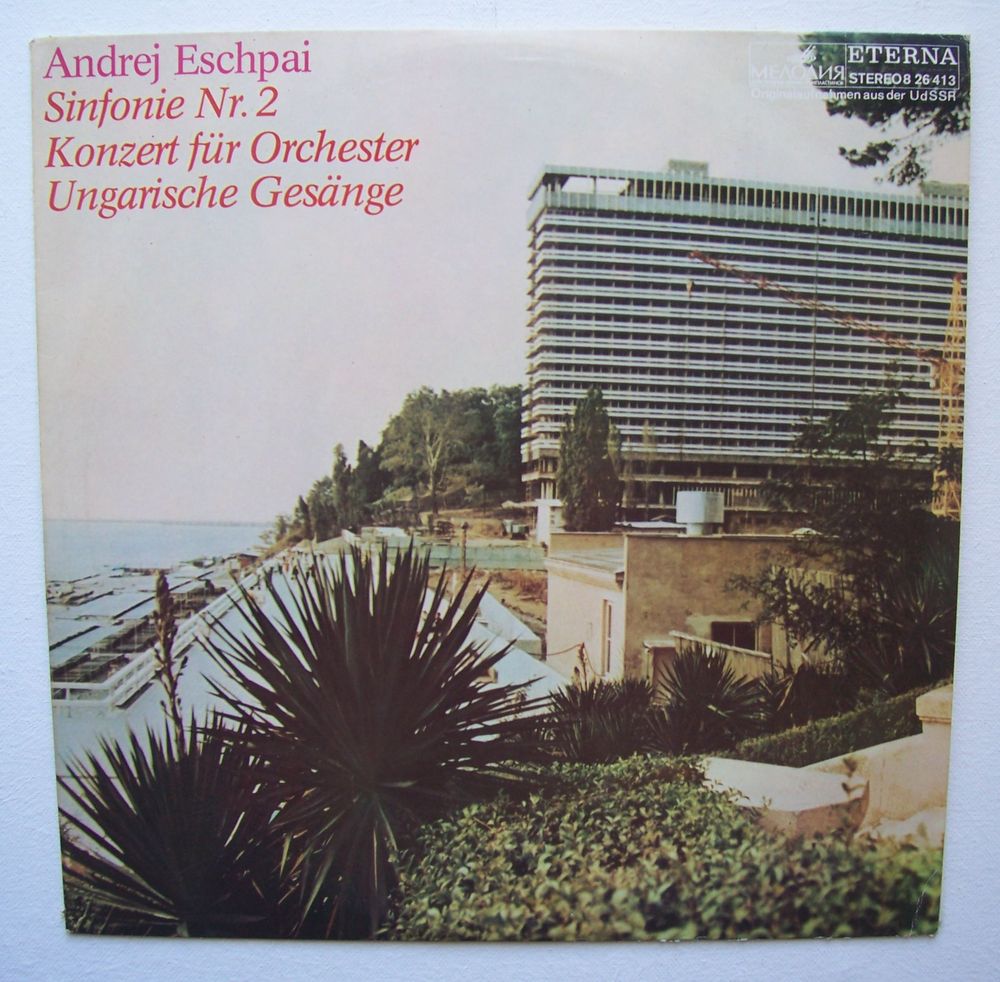 Andrej Eschpai
Sinfonie Nr. 2
Konzert für Orchester
Ungarische Gesänge
МЕЛОДИЯ
ETERNA
STEREO 8 26 413
Originalaufnahmen aus der UdSSR